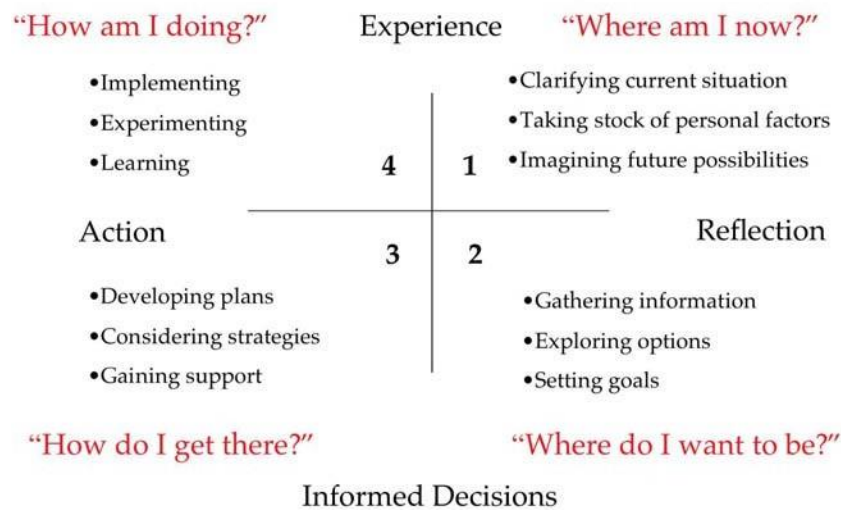 “How am I doing?”
Experience
“Where am I now?”
•Implementing
•Experimenting
•Learning
•Clarifying current situation
•Taking stock of personal factors
•Imagining future possibilities
4
1
Action
3
2
Reflection
•Developing plans
•Considering strategies
•Gaining support
•Gathering information
•Exploring options
•Setting goals
“How do I get there?”
“Where do I want to be?”
Informed Decisions